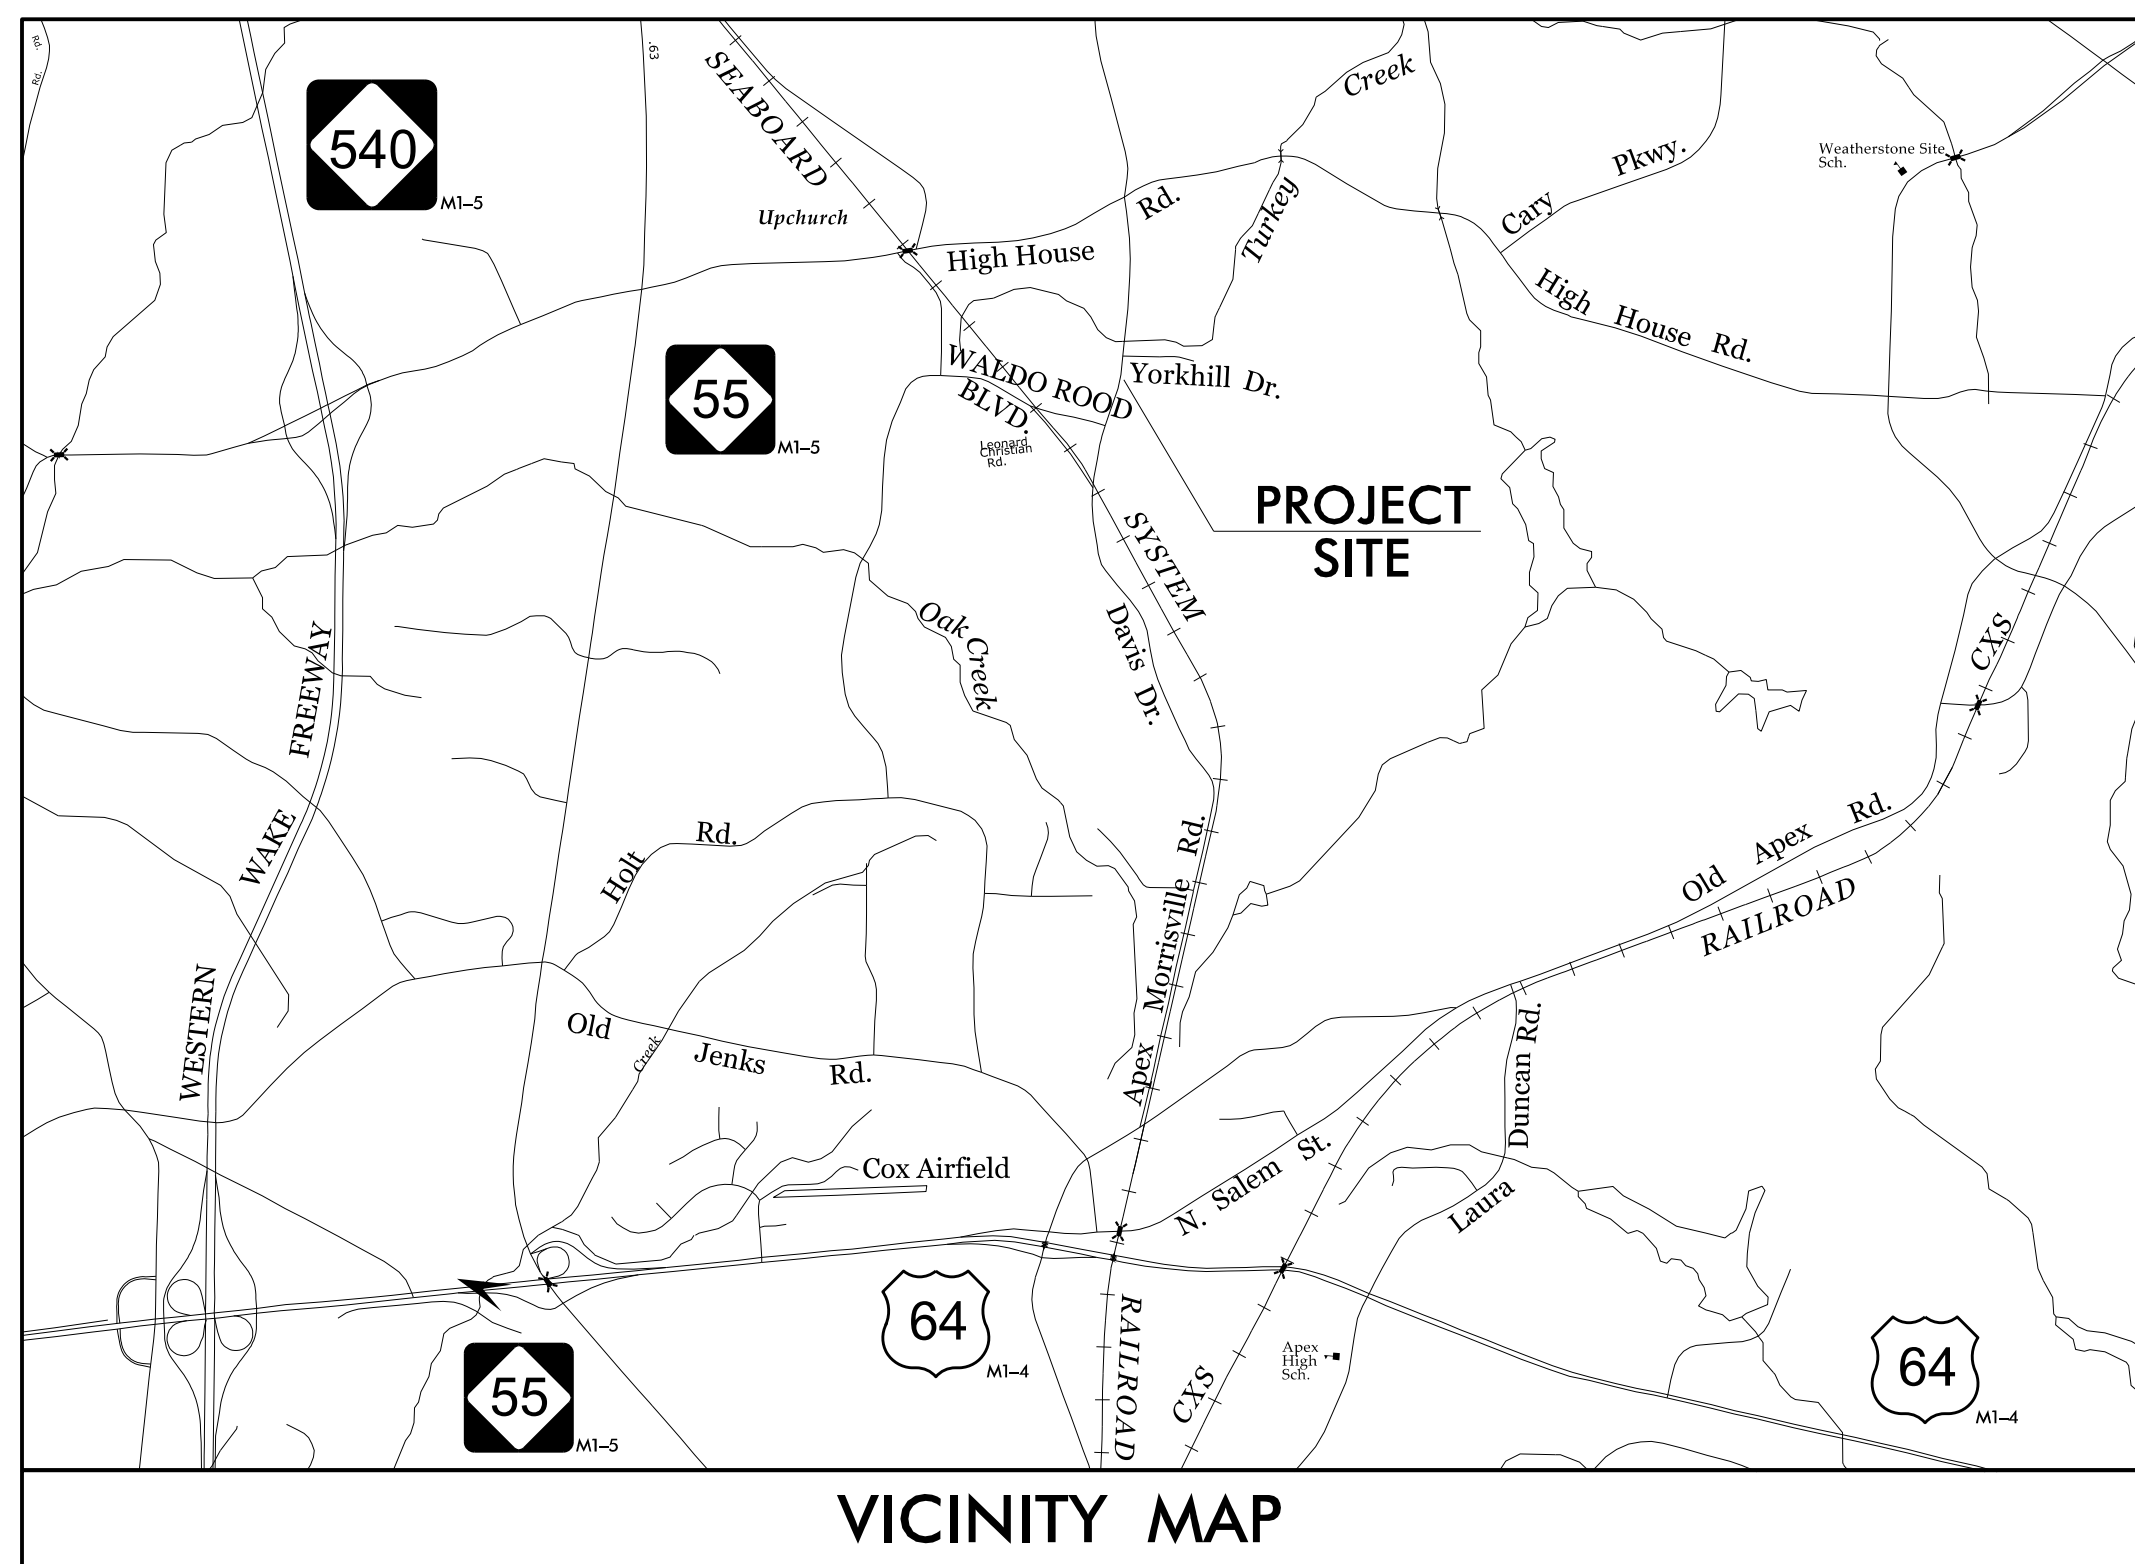 Rd.
Rd.
.63
SEABOARD
540
M1–5
Upchurch
High House
Rd.
Turkey
Creek
Cary
Pkwy.
Weatherstone Site
Sch.
High House Rd.
55
M1–5
WALDO ROOD
BLVD.
Yorkhill Dr.
Leonard
Christian
Rd.
PROJECT
SITE
SYSTEM
Davis Dr.
Oak Creek
CXS
WESTERN WAKE FREEWAY
Holt Rd.
Apex Morrisville Rd.
Old Apex Rd.
RAILROAD
Old Jenks Rd.
Creek
Duncan Rd.
Cox Airfield
N. Salem St.
Laura
64
M1–4
RAILROAD
CXS
Apex
High
Sch.
64
M1–4
55
M1–5
VICINITY MAP